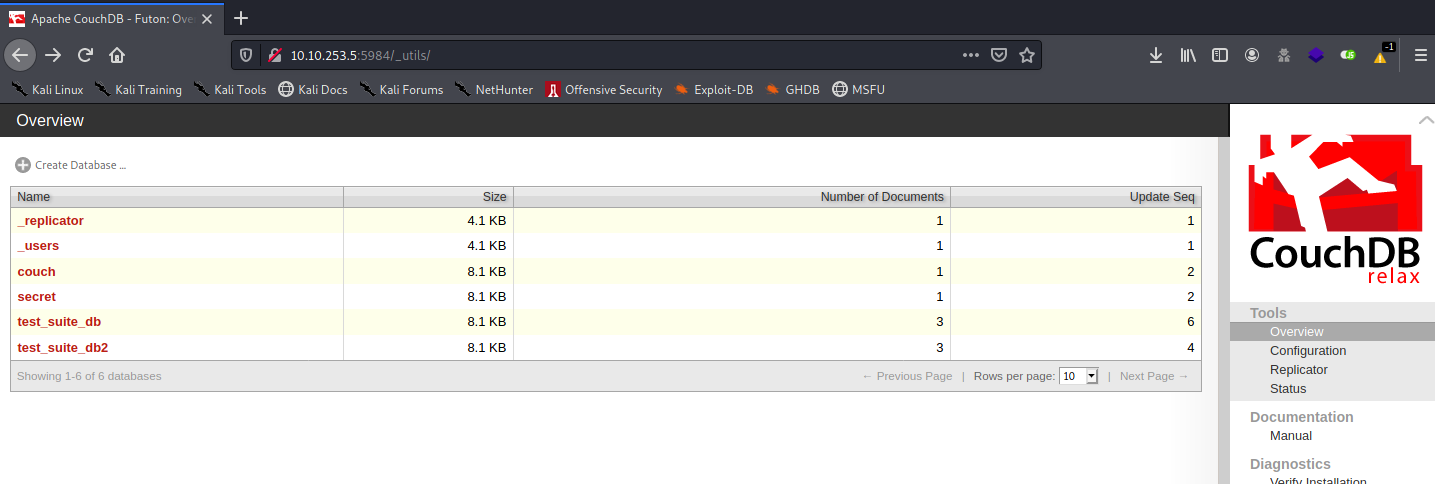 Apache CouchDB - Futon: Ove
10.10.253.5:5984/_utils/
-1
Kali Linux Kali Training Kali Tools Kali Docs Kali Forums NetHunter Offensive Security Exploit-DB GHDB MSFU
Overview
Create Database ...
Name Size Number of Documents Update Seq
_replicator 4.1 KB 1 1
_users 4.1 KB 1 1
couch 8.1 KB 1 2
secret 8.1 KB 1 2
test_suite_db 8.1 KB 3 6
test_suite_db2 8.1 KB 3 4
Showing 1-6 of 6 databases ← Previous Page | Rows per page: 10 | Next Page →
CouchDB
relax
Tools
Overview
Configuration
Replicator
Status
Documentation
Manual
Diagnostics
Verify Installation